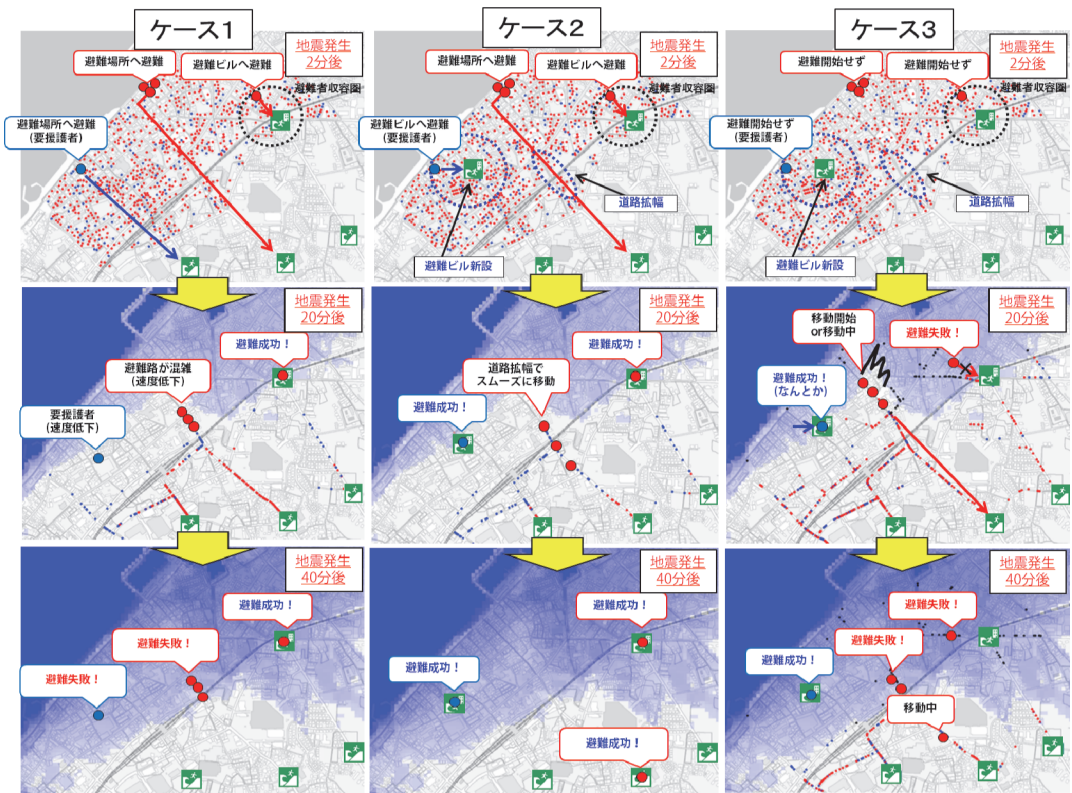 ケース1
ケース2
ケース3
地震発生
2分後
避難場所へ避難
避難ビルへ避難
避難者収容圏
避難場所へ避難
(要援護者)
地震発生
2分後
避難場所へ避難
避難ビルへ避難
避難者収容圏
避難ビルへ避難
(要援護者)
道路拡幅
避難ビル新設
地震発生
2分後
避難開始せず
避難開始せず
避難者収容圏
避難開始せず
(要援護者)
道路拡幅
避難ビル新設
地震発生
20分後
避難成功！
避難路が混雑
(速度低下)
要援護者
(速度低下)
地震発生
20分後
避難成功！
道路拡幅で
スムーズに移動
避難成功！
地震発生
20分後
移動開始
or移動中
避難失敗！
避難成功！
(なんとか)
地震発生
40分後
避難成功！
避難失敗！
避難失敗！
地震発生
40分後
避難成功！
避難成功！
避難成功！
地震発生
40分後
避難失敗！
避難失敗！
避難成功！
移動中